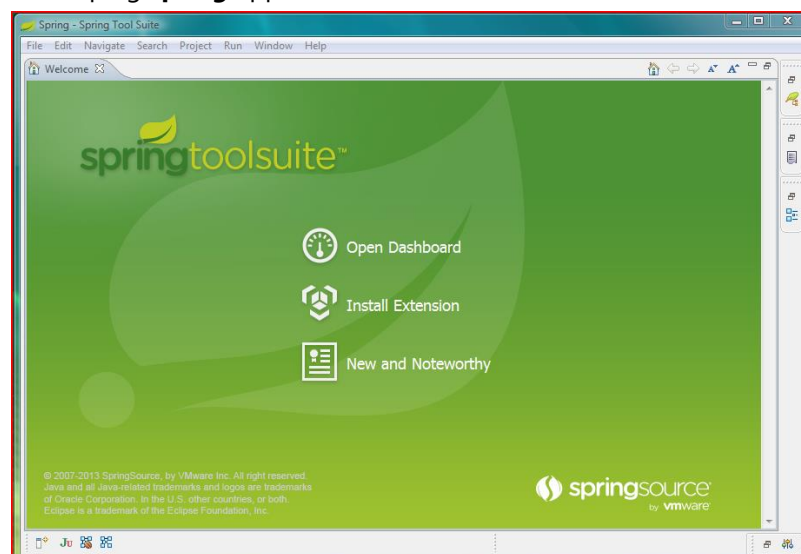 Spring - Spring Tool Suite
File Edit Navigate Search Project Run Window Help
Welcome
springtoolsuite™
Open Dashboard
Install Extension
New and Noteworthy
© 2007-2013 SpringSource, by VMware Inc. All right reserved.
Java and all Java-related trademarks and logos are trademarks
of Oracle Corporation. In the U.S. other countries, or both.
Eclipse is a trademark of the Eclipse Foundation, Inc.
springsource
by vmware
Ju